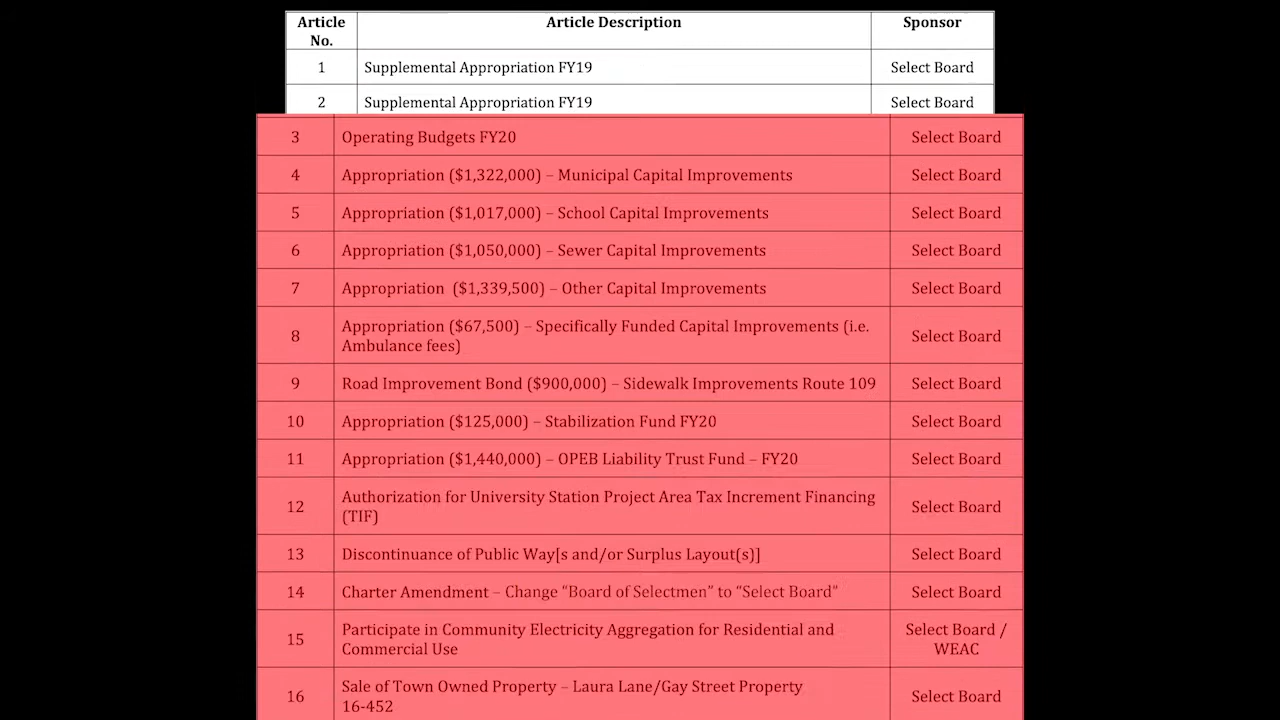 Article No. Article Description Sponsor
1 Supplemental Appropriation FY19 Select Board
2 Supplemental Appropriation FY19 Select Board
3 Operating Budgets FY20 Select Board
4 Appropriation ($1,322,000) – Municipal Capital Improvements Select Board
5 Appropriation ($1,017,000) – School Capital Improvements Select Board
6 Appropriation ($1,050,000) – Sewer Capital Improvements Select Board
7 Appropriation ($1,339,500) – Other Capital Improvements Select Board
8 Appropriation ($67,500) – Specifically Funded Capital Improvements (i.e.
Ambulance fees) Select Board
9 Road Improvement Bond ($900,000) – Sidewalk Improvements Route 109 Select Board
10 Appropriation ($125,000) – Stabilization Fund FY20 Select Board
11 Appropriation ($1,440,000) – OPEB Liability Trust Fund – FY20 Select Board
12 Authorization for University Station Project Area Tax Increment Financing
(TIF) Select Board
13 Discontinuance of Public Way[s and/or Surplus Layout(s)] Select Board
14 Charter Amendment – Change “Board of Selectmen” to “Select Board” Select Board
15 Participate in Community Electricity Aggregation for Residential and
Commercial Use Select Board /
WEAC
16 Sale of Town Owned Property – Laura Lane/Gay Street Property
16-452 Select Board